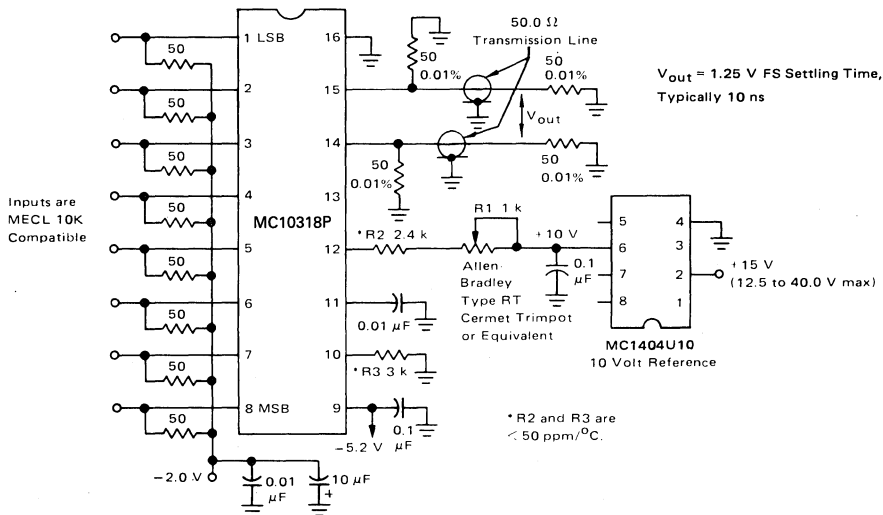 50.0 Ω
Transmission Line
50
0.01%
50
0.01%
V out = 1.25 V FS Settling Time,
Typically 10 ns
1 LSB
16
50
2
15
50
V out
3
14
50
50
0.01%
50
0.01%
4
13
50
Inputs are
MECL 10K
Compatible
MC10318P
5
12
50
*R2 2.4 k
R1 1 k
+10 V
Allen-
Bradley
Type RT
Cermet Trimpot
or Equivalent
0.1
μF
5
4
6
3
7
2
8
1
+15 V
(12.5 to 40.0 V max)
MC1404U10
10 Volt Reference
6
11
50
0.01 μF
7
10
50
*R3 3 k
8 MSB
9
50
0.1
μF
−5.2 V
*R2 and R3 are
< 50 ppm/°C.
−2.0 V
0.01
μF
10 μF
+